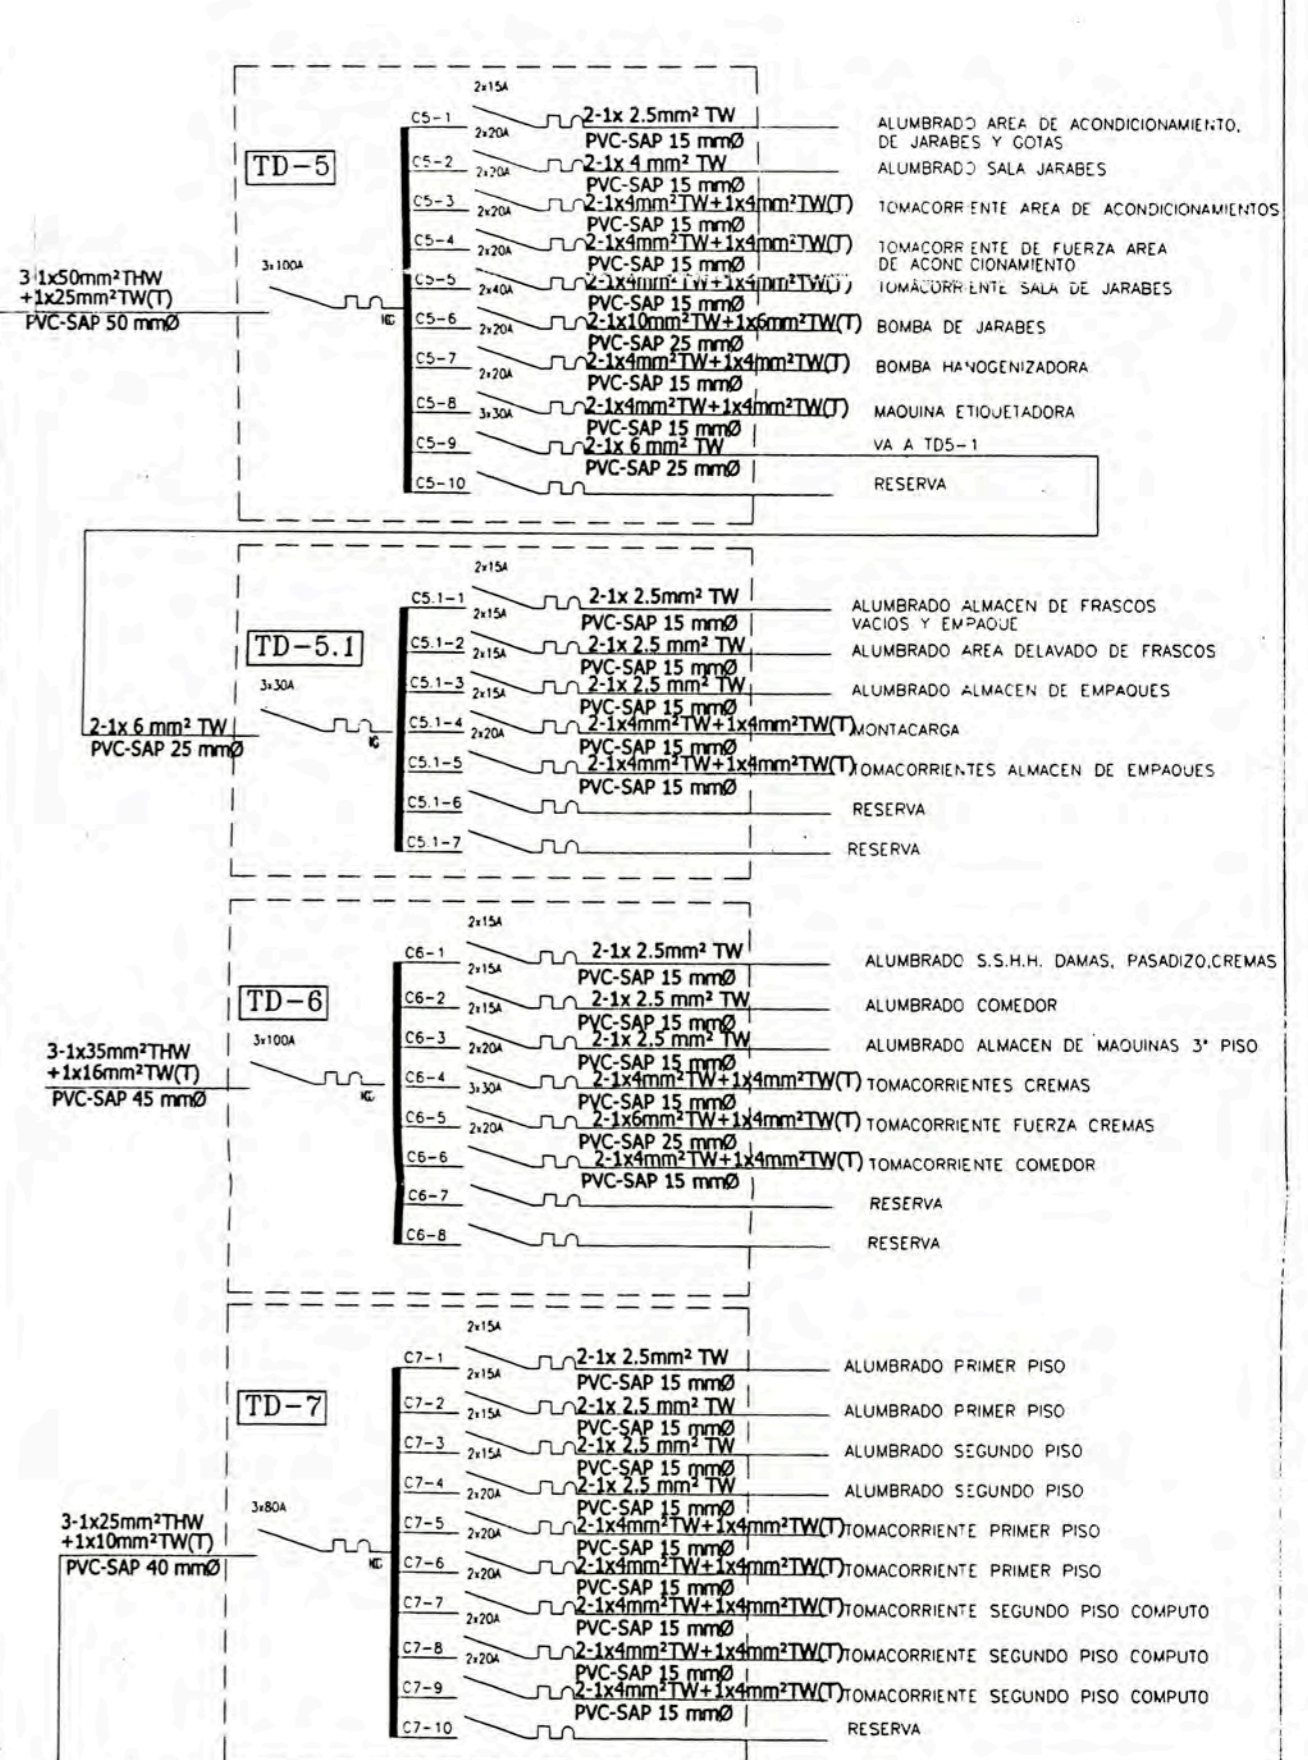 TD-5
3-1x50mm²THW
+1x25mm²TW(T)
PVC-SAP 50 mmØ
3x100A
2x15A
C5-1
2-1x 2.5mm² TW
PVC-SAP 15 mmØ
ALUMBRADO AREA DE ACONDICIONAMIENTO,
DE JARABES Y GOTAS
2x20A
C5-2
2-1x 4 mm² TW
PVC-SAP 15 mmØ
ALUMBRADO SALA JARABES
2x20A
C5-3
2-1x4mm²TW+1x4mm²TW(T)
PVC-SAP 15 mmØ
TOMACORRIENTE AREA DE ACONDICIONAMIENTOS
2x20A
C5-4
2-1x4mm²TW+1x4mm²TW(T)
PVC-SAP 15 mmØ
TOMACORRIENTE DE FUERZA AREA
DE ACONDICIONAMIENTO
2x20A
C5-5
2-1x4mm²TW+1x4mm²TW(T)
PVC-SAP 15 mmØ
TOMACORRIENTE SALA DE JARABES
2x40A
C5-6
2-1x10mm²TW+1x6mm²TW(T)
PVC-SAP 25 mmØ
BOMBA DE JARABES
2x20A
C5-7
2-1x4mm²TW+1x4mm²TW(T)
PVC-SAP 15 mmØ
BOMBA HANOGENIZADORA
2x20A
C5-8
2-1x4mm²TW+1x4mm²TW(T)
PVC-SAP 15 mmØ
MAQUINA ETIQUETADORA
3x30A
C5-9
2-1x 6 mm² TW
PVC-SAP 25 mmØ
VA A TD5-1
C5-10
RESERVA
TD-5.1
2-1x 6 mm² TW
PVC-SAP 25 mmØ
3x30A
2x15A
C5.1-1
2-1x 2.5mm² TW
PVC-SAP 15 mmØ
ALUMBRADO ALMACEN DE FRASCOS
VACIOS Y EMPAQUE
2x15A
C5.1-2
2-1x 2.5 mm² TW
PVC-SAP 15 mmØ
ALUMBRADO AREA DELAVADO DE FRASCOS
2x15A
C5.1-3
2-1x 2.5 mm² TW
PVC-SAP 15 mmØ
ALUMBRADO ALMACEN DE EMPAQUES
2x15A
C5.1-4
2-1x4mm²TW+1x4mm²TW(T)
PVC-SAP 15 mmØ
MONTACARGA
2x20A
C5.1-5
2-1x4mm²TW+1x4mm²TW(T)
PVC-SAP 15 mmØ
TOMACORRIENTES ALMACEN DE EMPAQUES
C5.1-6
RESERVA
C5.1-7
RESERVA
TD-6
3-1x35mm²THW
+1x16mm²TW(T)
PVC-SAP 45 mmØ
3x100A
2x15A
C6-1
2-1x 2.5mm² TW
PVC-SAP 15 mmØ
ALUMBRADO S.S.H.H. DAMAS, PASADIZO,CREMAS
2x15A
C6-2
2-1x 2.5 mm² TW
PVC-SAP 15 mmØ
ALUMBRADO COMEDOR
2x15A
C6-3
2-1x 2.5 mm² TW
PVC-SAP 15 mmØ
ALUMBRADO ALMACEN DE MAQUINAS 3° PISO
2x20A
C6-4
2-1x4mm²TW+1x4mm²TW(T)
PVC-SAP 15 mmØ
TOMACORRIENTES CREMAS
3x30A
C6-5
2-1x6mm²TW+1x4mm²TW(T)
PVC-SAP 25 mmØ
TOMACORRIENTE FUERZA CREMAS
2x20A
C6-6
2-1x4mm²TW+1x4mm²TW(T)
PVC-SAP 15 mmØ
TOMACORRIENTE COMEDOR
C6-7
RESERVA
C6-8
RESERVA
TD-7
3-1x25mm²THW
+1x10mm²TW(T)
PVC-SAP 40 mmØ
3x80A
2x15A
C7-1
2-1x 2.5mm² TW
PVC-SAP 15 mmØ
ALUMBRADO PRIMER PISO
2x15A
C7-2
2-1x 2.5 mm² TW
PVC-SAP 15 mmØ
ALUMBRADO PRIMER PISO
2x15A
C7-3
2-1x 2.5 mm² TW
PVC-SAP 15 mmØ
ALUMBRADO SEGUNDO PISO
2x15A
C7-4
2-1x 2.5 mm² TW
PVC-SAP 15 mmØ
ALUMBRADO SEGUNDO PISO
2x20A
C7-5
2-1x4mm²TW+1x4mm²TW(T)
PVC-SAP 15 mmØ
TOMACORRIENTE PRIMER PISO
2x20A
C7-6
2-1x4mm²TW+1x4mm²TW(T)
PVC-SAP 15 mmØ
TOMACORRIENTE PRIMER PISO
2x20A
C7-7
2-1x4mm²TW+1x4mm²TW(T)
PVC-SAP 15 mmØ
TOMACORRIENTE SEGUNDO PISO COMPUTO
2x20A
C7-8
2-1x4mm²TW+1x4mm²TW(T)
PVC-SAP 15 mmØ
TOMACORRIENTE SEGUNDO PISO COMPUTO
2x20A
C7-9
2-1x4mm²TW+1x4mm²TW(T)
PVC-SAP 15 mmØ
TOMACORRIENTE SEGUNDO PISO COMPUTO
C7-10
RESERVA